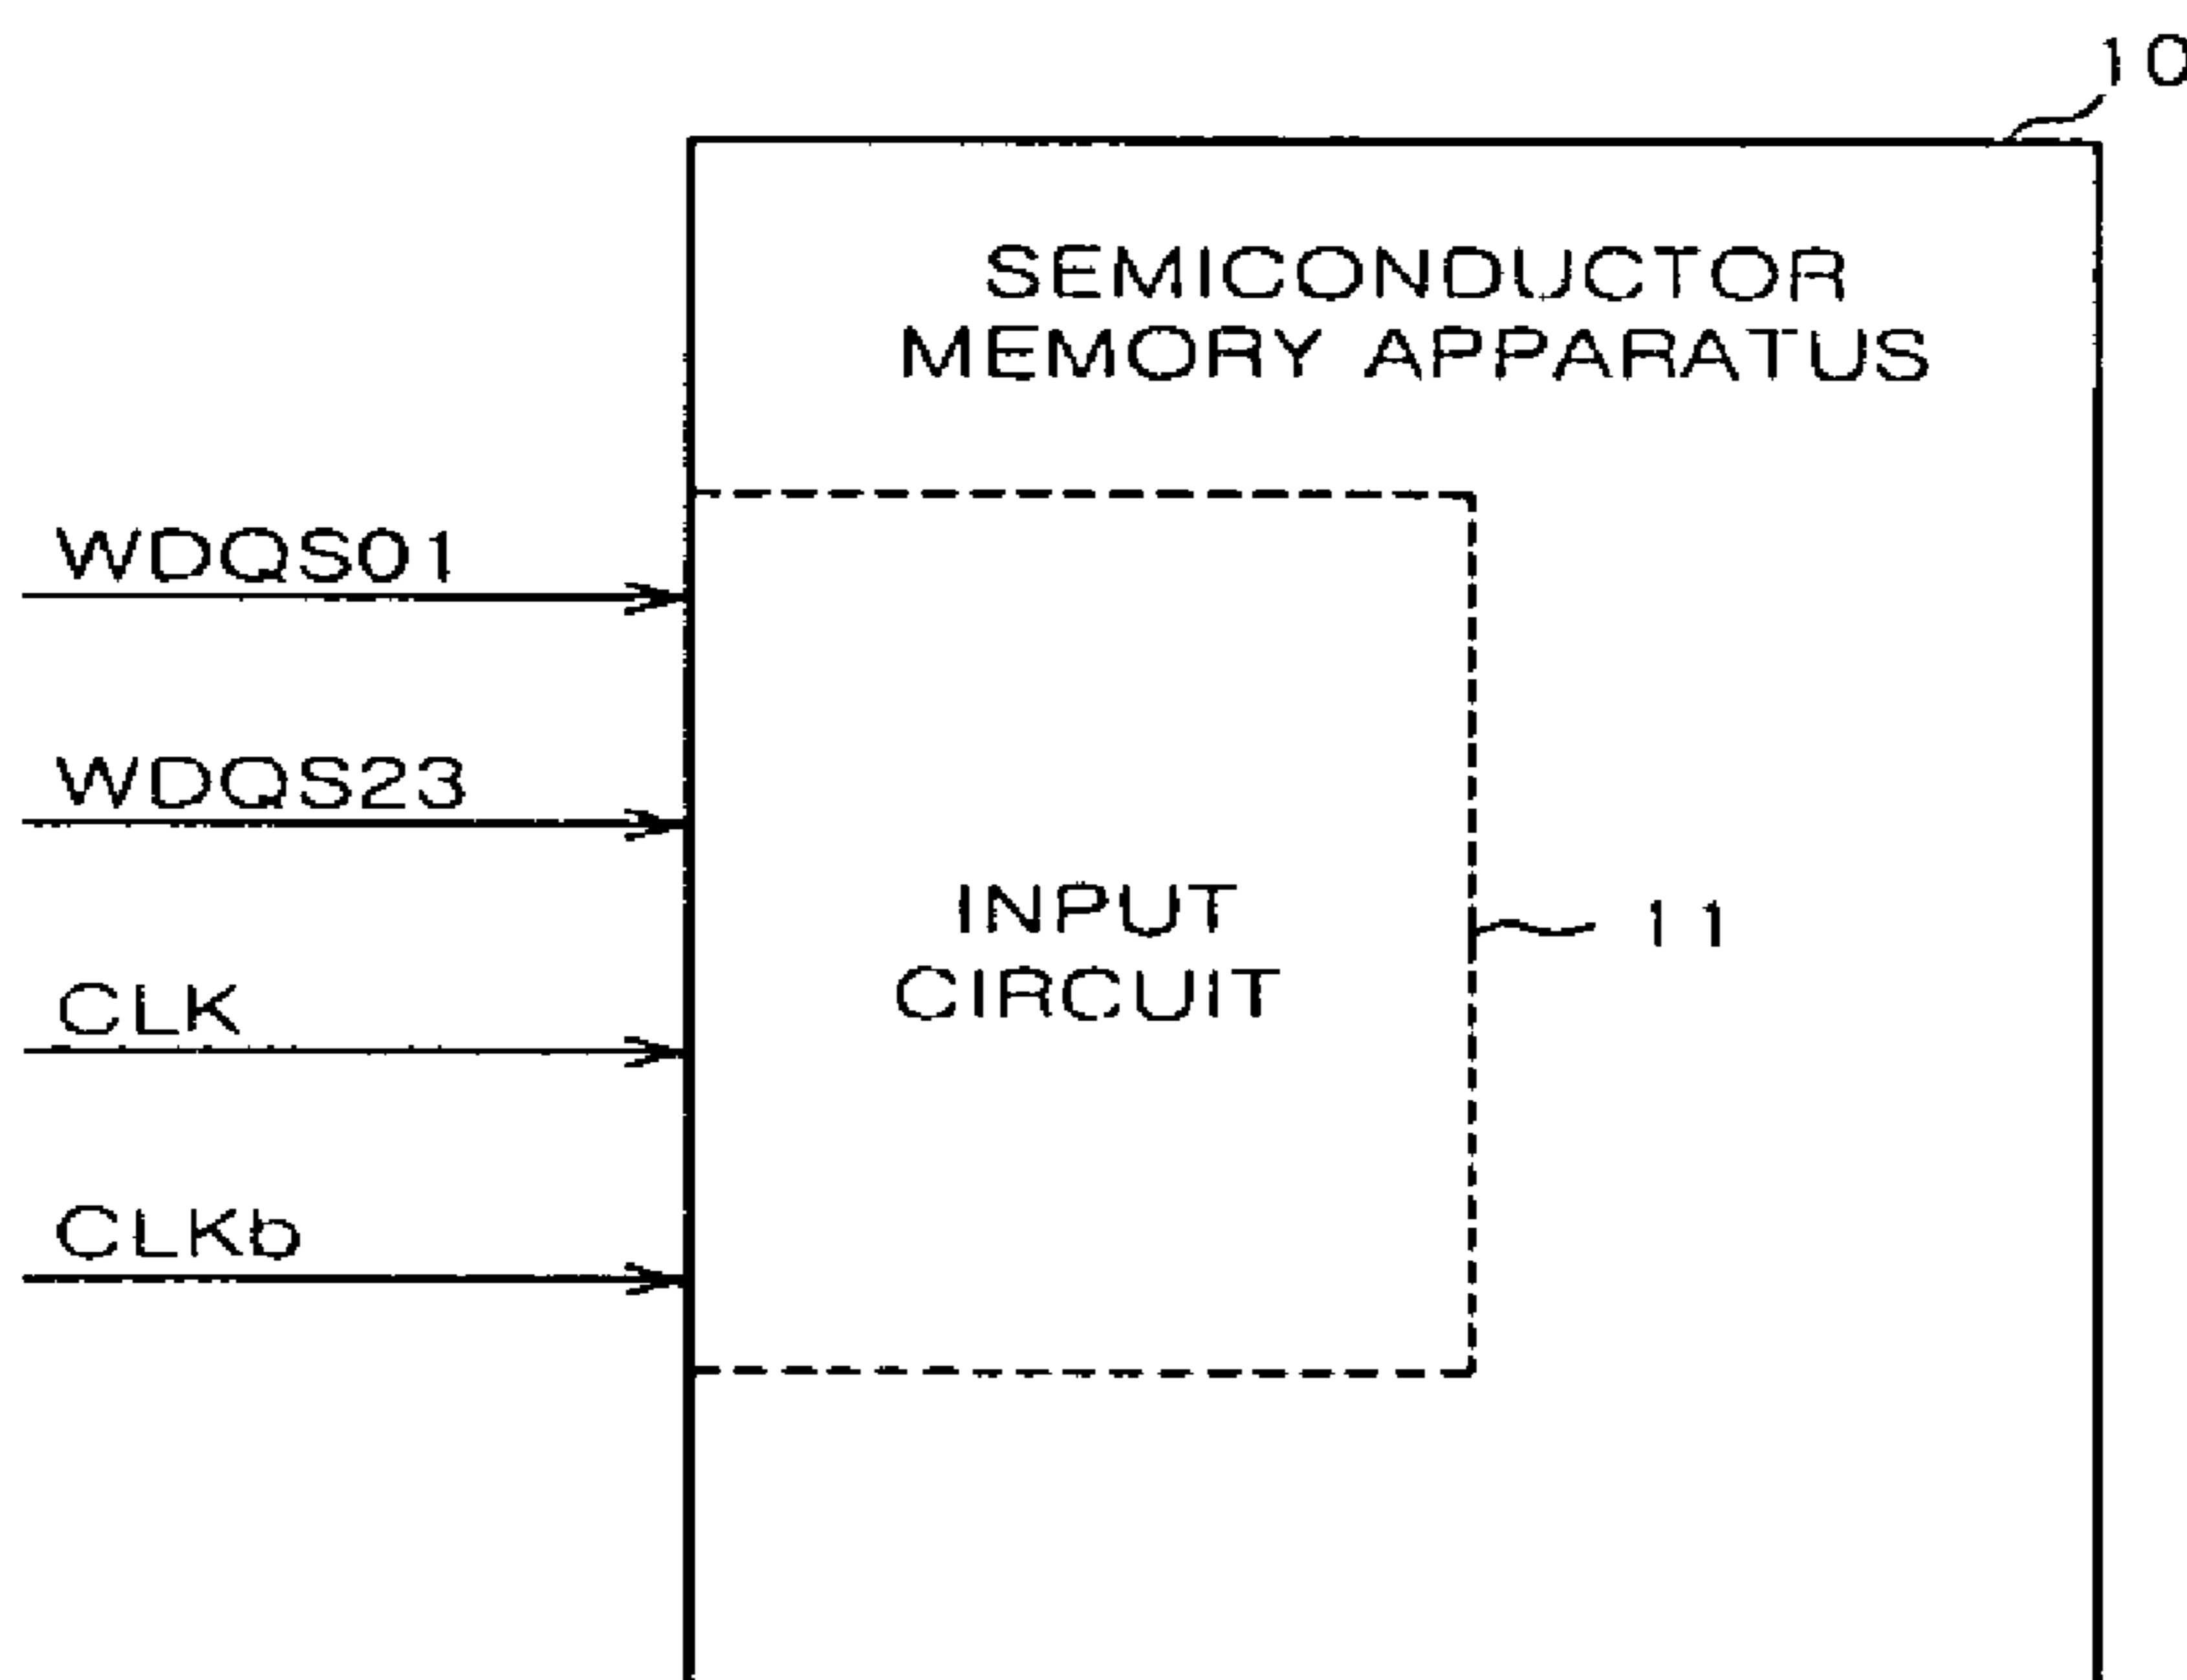 10
SEMICONDUCTOR
MEMORY APPARATUS
WDQS01
WDQS23
INPUT
CIRCUIT
11
CLK
CLKb